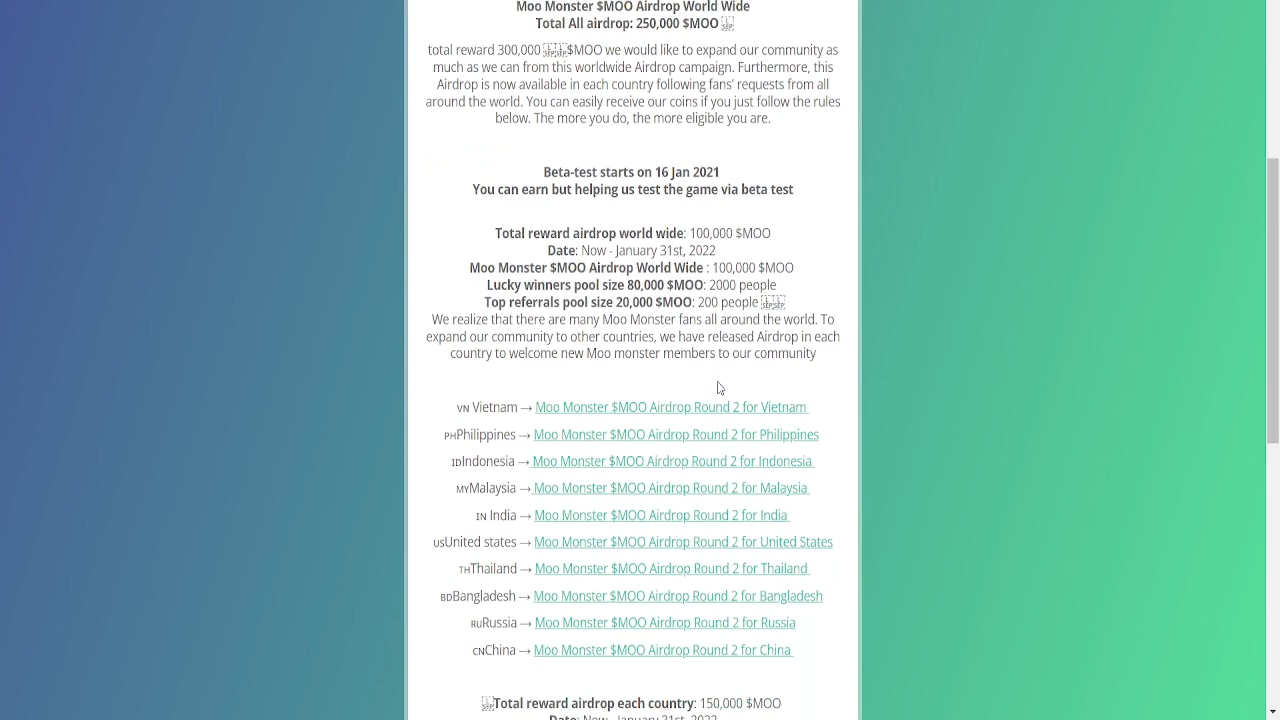 Moo Monster $MOO Airdrop World Wide
Total All airdrop: 250,000 $MOO
total reward 300,000 $MOO we would like to expand our community as
much as we can from this worldwide Airdrop campaign. Furthermore, this
Airdrop is now available in each country following fans' requests from all
around the world. You can easily receive our coins if you just follow the rules
below. The more you do, the more eligible you are.
Beta-test starts on 16 Jan 2021
You can earn but helping us test the game via beta test
Total reward airdrop world wide: 100,000 $MOO
Date: Now - January 31st, 2022
Moo Monster $MOO Airdrop World Wide : 100,000 $MOO
Lucky winners pool size 80,000 $MOO: 2000 people
Top referrals pool size 20,000 $MOO: 200 people
We realize that there are many Moo Monster fans all around the world. To
expand our community to other countries, we have released Airdrop in each
country to welcome new Moo monster members to our community
VN Vietnam → Moo Monster $MOO Airdrop Round 2 for Vietnam
PHPhilippines → Moo Monster $MOO Airdrop Round 2 for Philippines
IDIndonesia → Moo Monster $MOO Airdrop Round 2 for Indonesia
MYMalaysia → Moo Monster $MOO Airdrop Round 2 for Malaysia
IN India → Moo Monster $MOO Airdrop Round 2 for India
USUnited states → Moo Monster $MOO Airdrop Round 2 for United States
THThailand → Moo Monster $MOO Airdrop Round 2 for Thailand
BDBangladesh → Moo Monster $MOO Airdrop Round 2 for Bangladesh
RURussia → Moo Monster $MOO Airdrop Round 2 for Russia
CNChina → Moo Monster $MOO Airdrop Round 2 for China
Total reward airdrop each country: 150,000 $MOO
Date: Now - January 31st, 2022